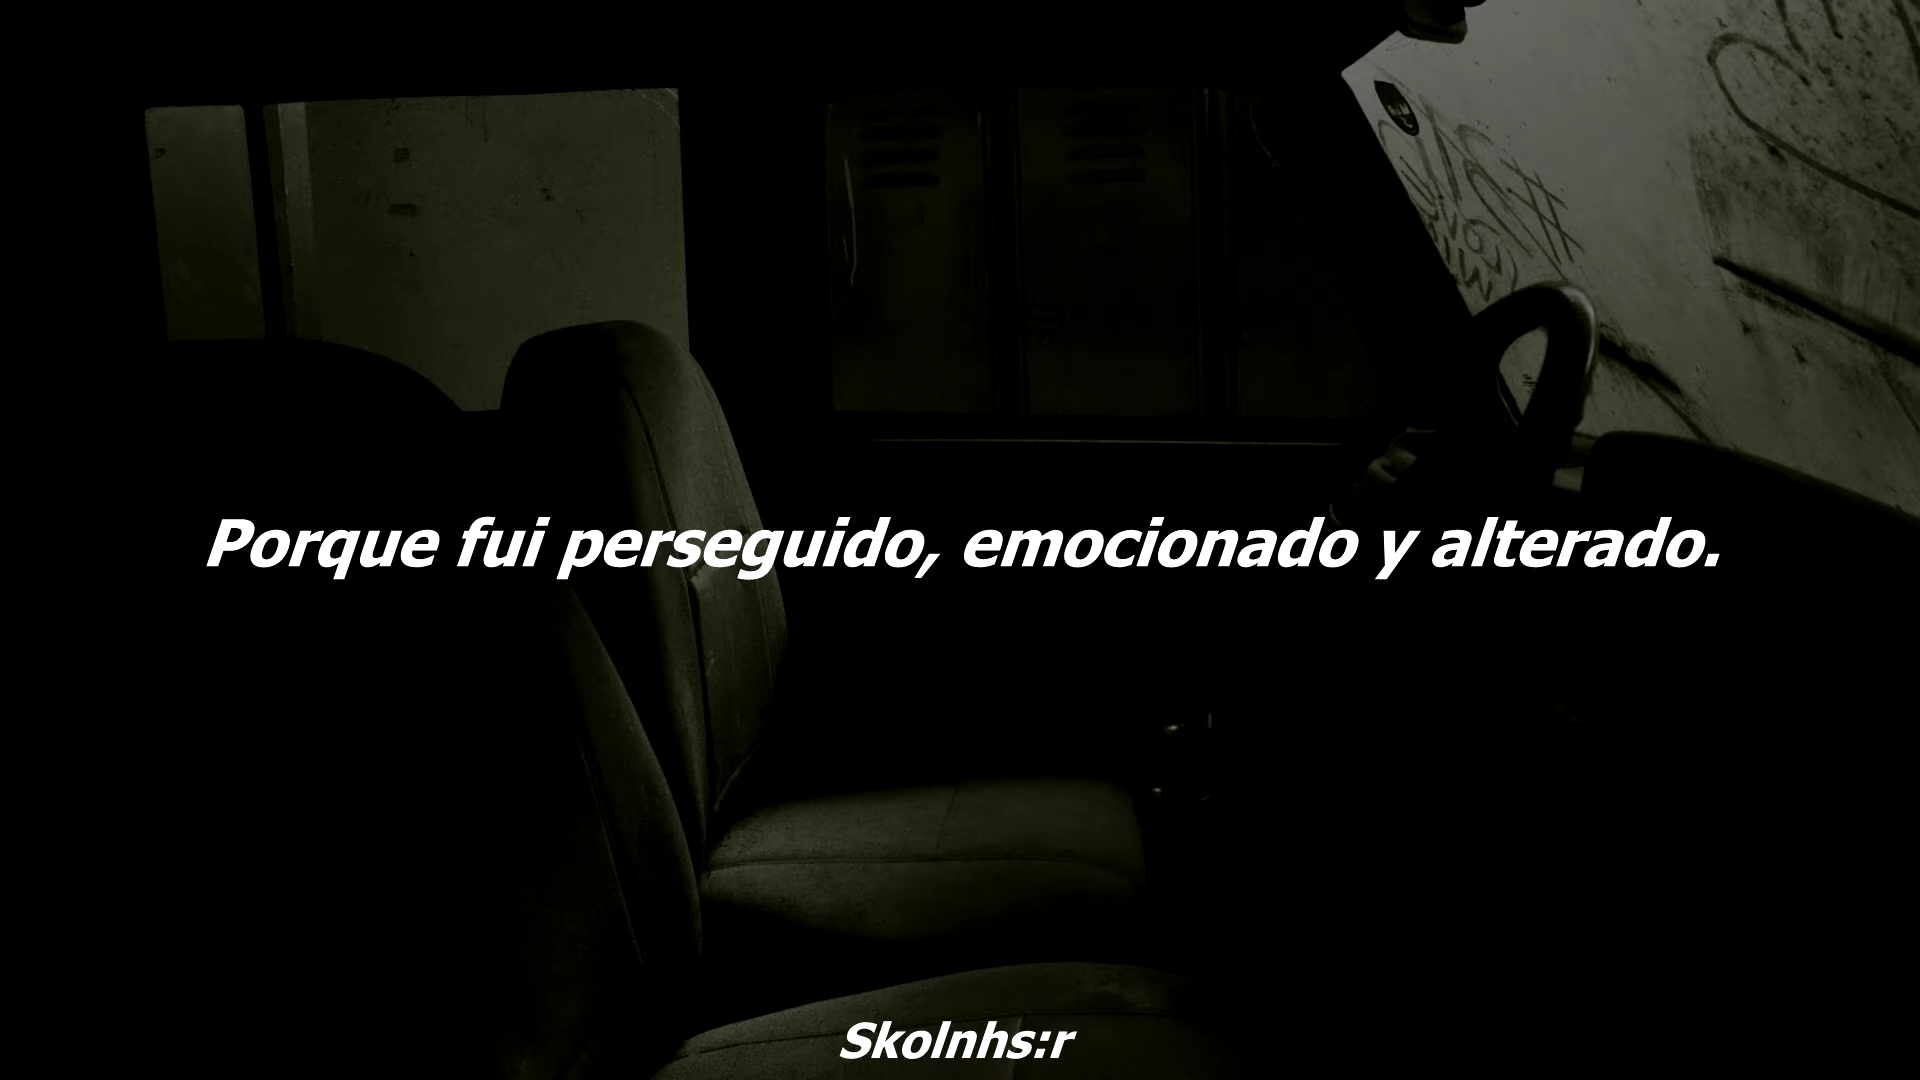 Porque fui perseguido, emocionado y alterado.
Skolnhs:r